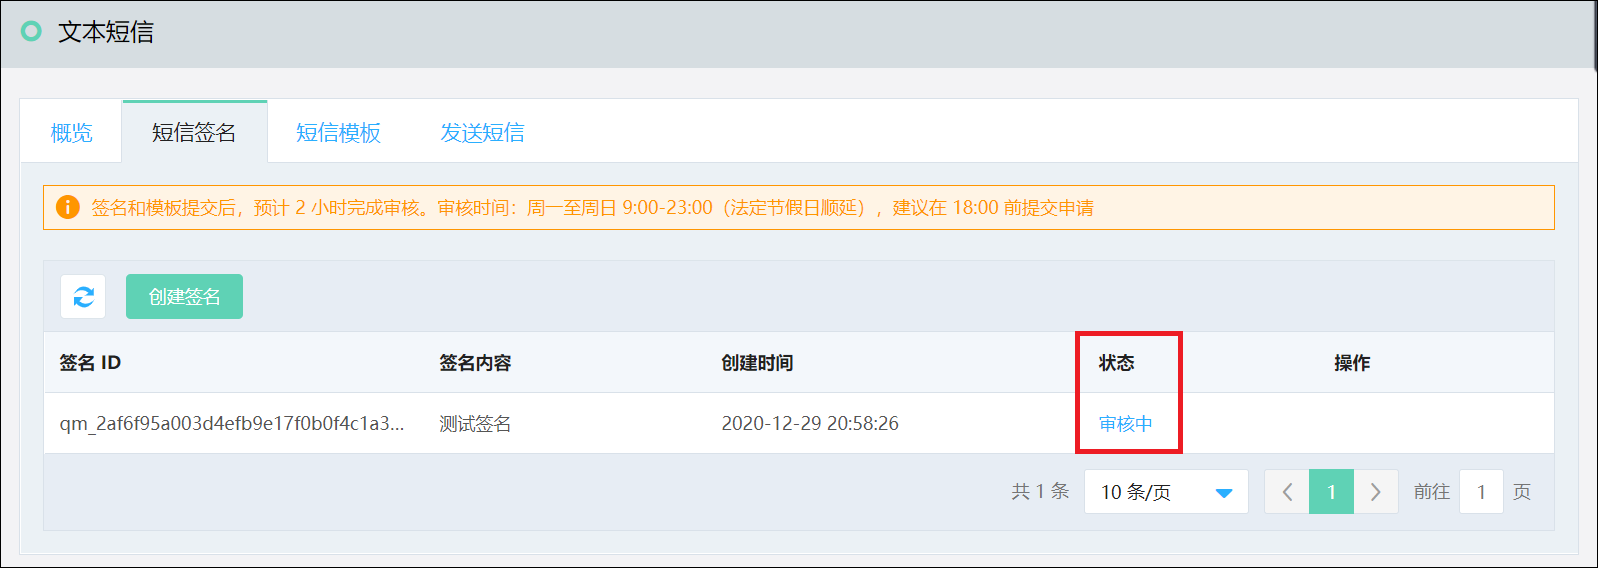 文本短信
概览 短信签名 短信模板 发送短信
签名和模板提交后，预计 2 小时完成审核。审核时间：周一至周日 9:00-23:00（法定节假日顺延），建议在 18:00 前提交申请
创建签名
签名 ID 签名内容 创建时间 状态 操作
qm_2af6f95a003d4efb9e17f0b0f4c1a3... 测试签名 2020-12-29 20:58:26 审核中
共 1 条 10 条/页 1 前往 1 页